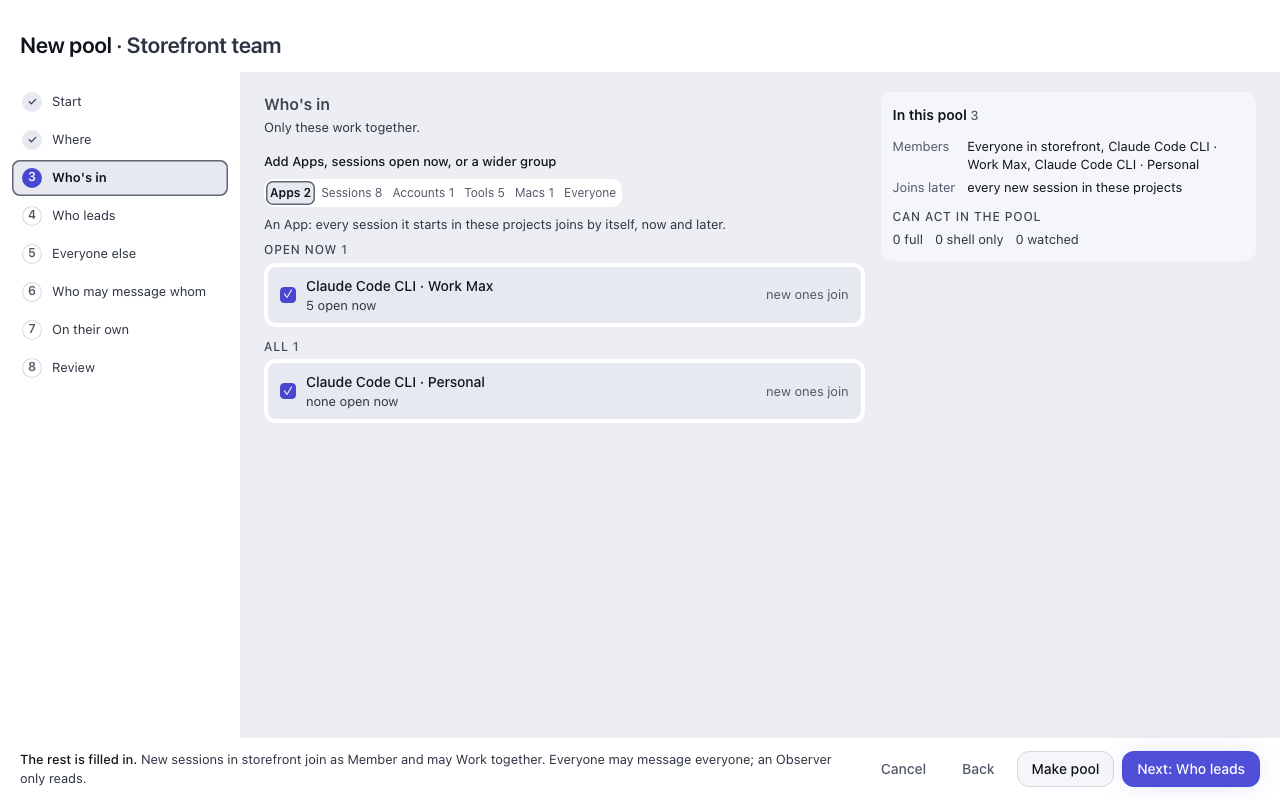 New pool · Storefront team
Start
Where
3 Who's in
4 Who leads
5 Everyone else
6 Who may message whom
7 On their own
8 Review
Who's in
Only these work together.
Add Apps, sessions open now, or a wider group
Apps 2 Sessions 8 Accounts 1 Tools 5 Macs 1 Everyone
An App: every session it starts in these projects joins by itself, now and later.
OPEN NOW 1
Claude Code CLI · Work Max
5 open now
new ones join
ALL 1
Claude Code CLI · Personal
none open now
new ones join
In this pool 3
Members Everyone in storefront, Claude Code CLI ·
Work Max, Claude Code CLI · Personal
Joins later every new session in these projects
CAN ACT IN THE POOL
0 full 0 shell only 0 watched
The rest is filled in. New sessions in storefront join as Member and may Work together. Everyone may message everyone; an Observer
only reads.
Cancel Back Make pool Next: Who leads